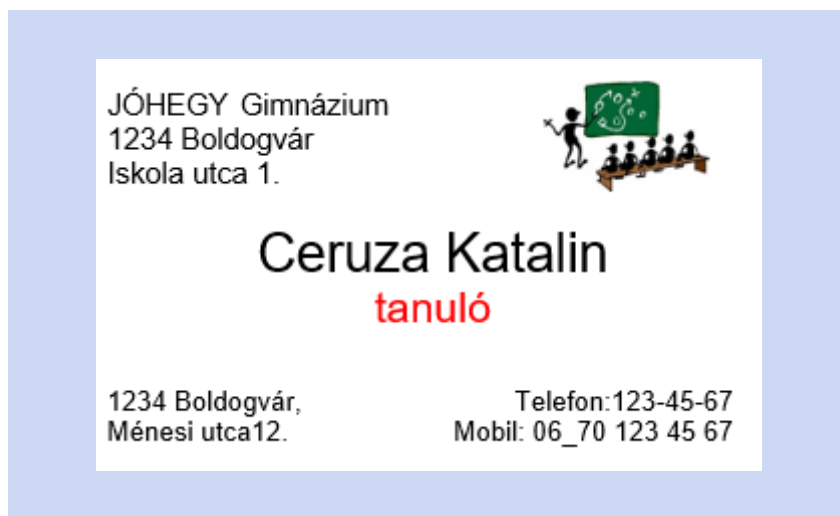 JÓHEGY Gimnázium
1234 Boldogvár
Iskola utca 1.
Ceruza Katalin
tanuló
1234 Boldogvár,
Ménesi utca12.
Telefon:123-45-67
Mobil: 06_70 123 45 67